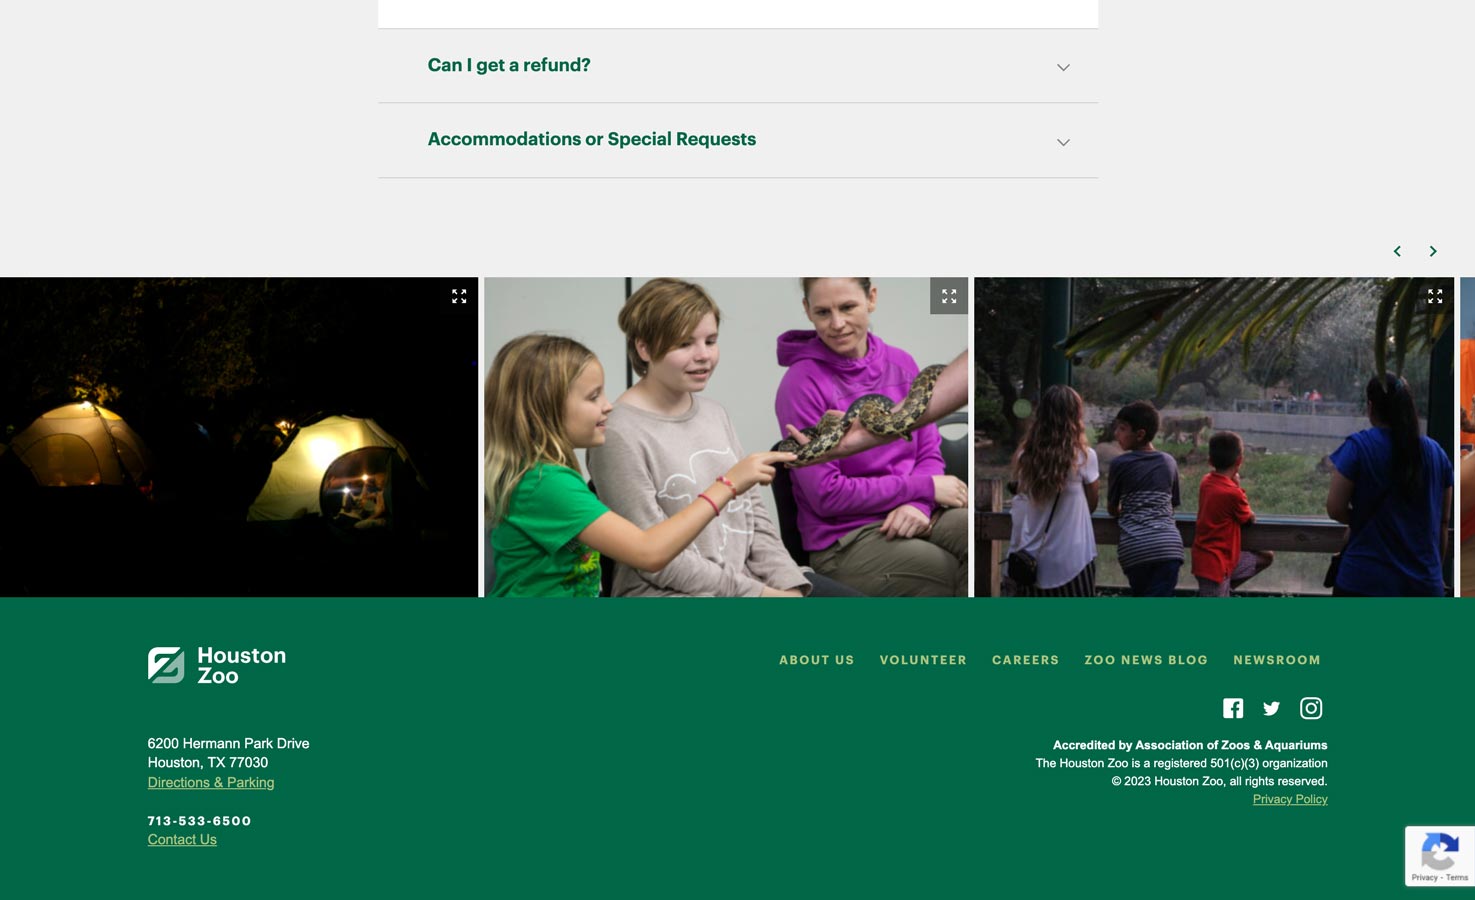 Can I get a refund?
Accommodations or Special Requests
Houston
Zoo
6200 Hermann Park Drive
Houston, TX 77030
Directions & Parking
713-533-6500
Contact Us
ABOUT US VOLUNTEER CAREERS ZOO NEWS BLOG NEWSROOM
Accredited by Association of Zoos & Aquariums
The Houston Zoo is a registered 501(c)(3) organization
© 2023 Houston Zoo, all rights reserved.
Privacy Policy
Privacy - Terms